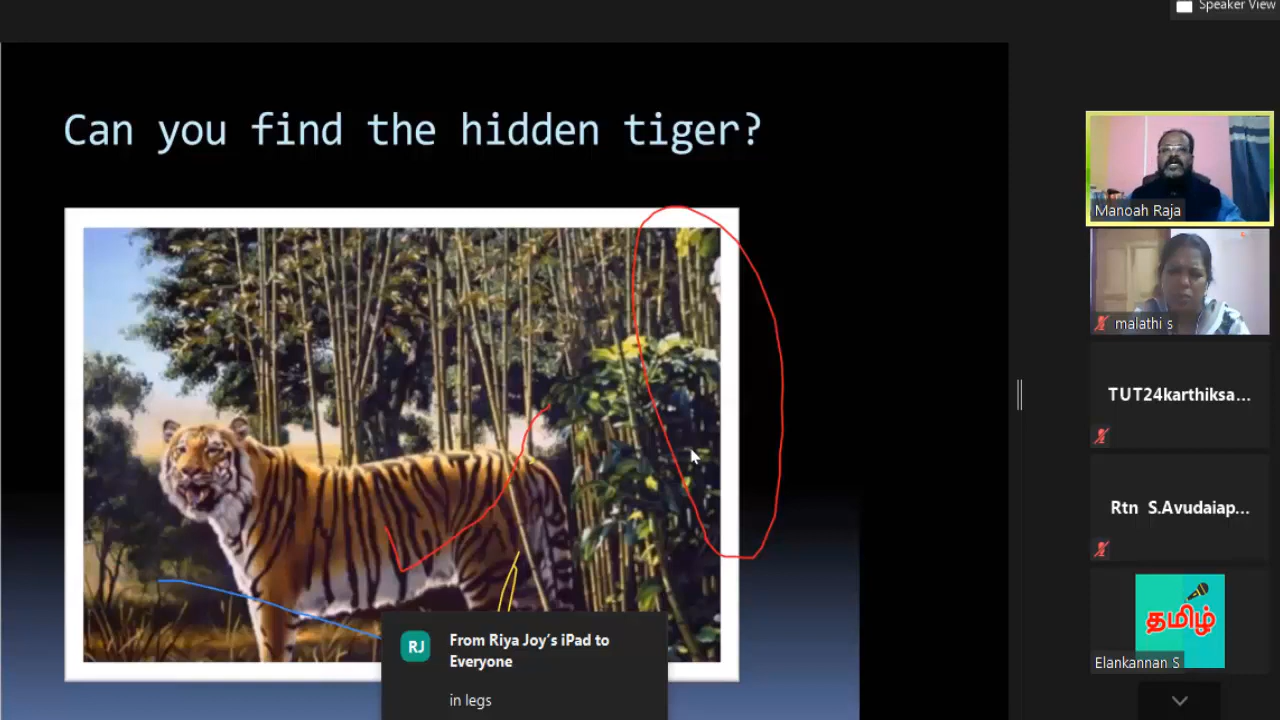 Speaker View
Can you find the hidden tiger?
Manoah Raja
malathi s
TUT24karthiksa...
Rtn S.Avudaiap...
தமிழ்
Elankannan S
RJ
From Riya Joy's iPad to
Everyone
in legs